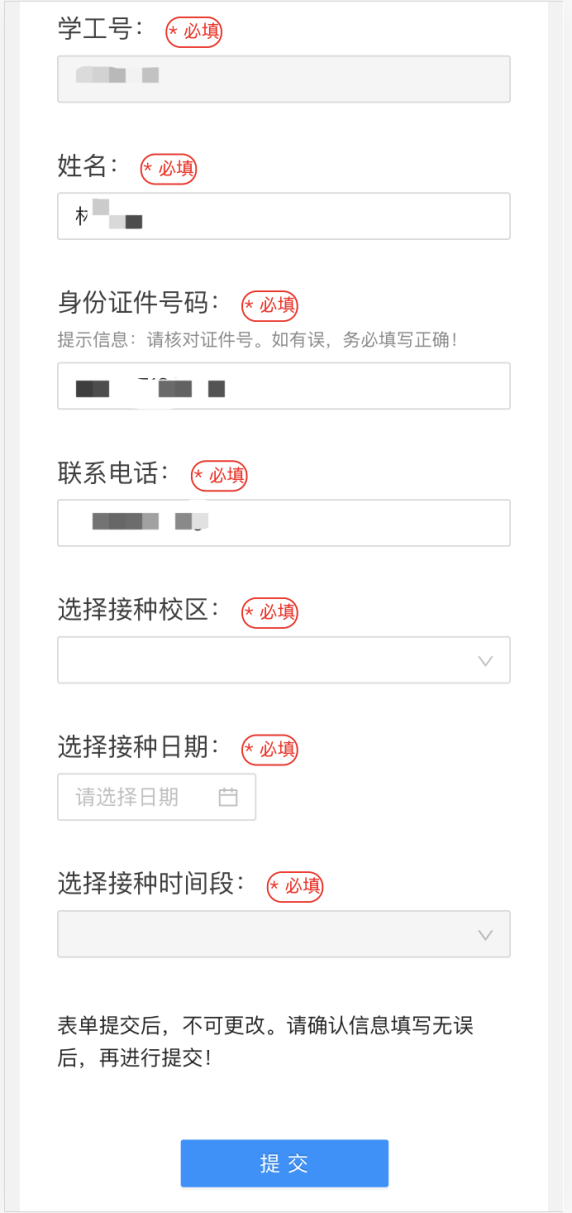 学工号： * 必填
姓名： * 必填
身份证件号码： * 必填
提示信息：请核对证件号。如有误，务必填写正确！
联系电话： * 必填
选择接种校区： * 必填
选择接种日期： * 必填
请选择日期
选择接种时间段： * 必填
表单提交后，不可更改。请确认信息填写无误
后，再进行提交！
提 交